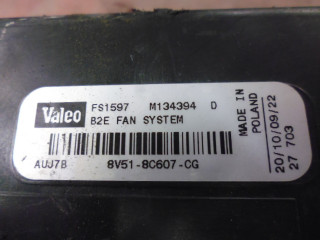 Valeo
FS1597 M134394 D
B2E FAN SYSTEM
AUJ7B 8V51-8C607-CG
MADE IN
POLAND
20/10/09/22
27 703